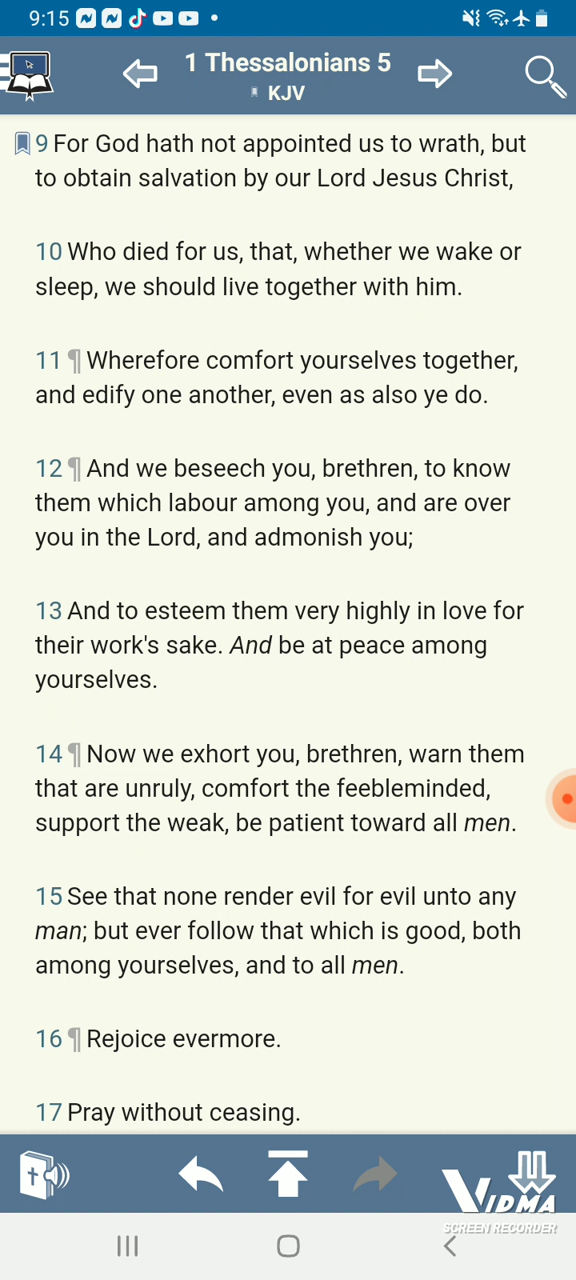 9:15
1 Thessalonians 5
KJV
9 For God hath not appointed us to wrath, but
to obtain salvation by our Lord Jesus Christ,
10 Who died for us, that, whether we wake or
sleep, we should live together with him.
11 ¶ Wherefore comfort yourselves together,
and edify one another, even as also ye do.
12 ¶ And we beseech you, brethren, to know
them which labour among you, and are over
you in the Lord, and admonish you;
13 And to esteem them very highly in love for
their work's sake. And be at peace among
yourselves.
14 ¶ Now we exhort you, brethren, warn them
that are unruly, comfort the feebleminded,
support the weak, be patient toward all men.
15 See that none render evil for evil unto any
man; but ever follow that which is good, both
among yourselves, and to all men.
16 ¶ Rejoice evermore.
17 Pray without ceasing.
VIDMA
SCREEN RECORDER